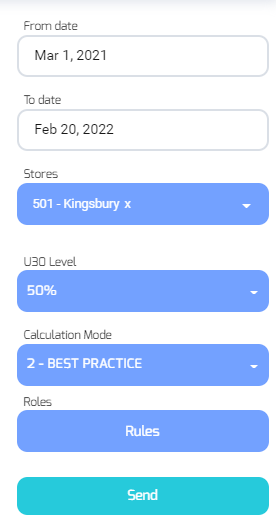 From date
Mar 1, 2021
To date
Feb 20, 2022
Stores
501 - Kingsbury x
U30 Level
50%
Calculation Mode
2 - BEST PRACTICE
Roles
Rules
Send